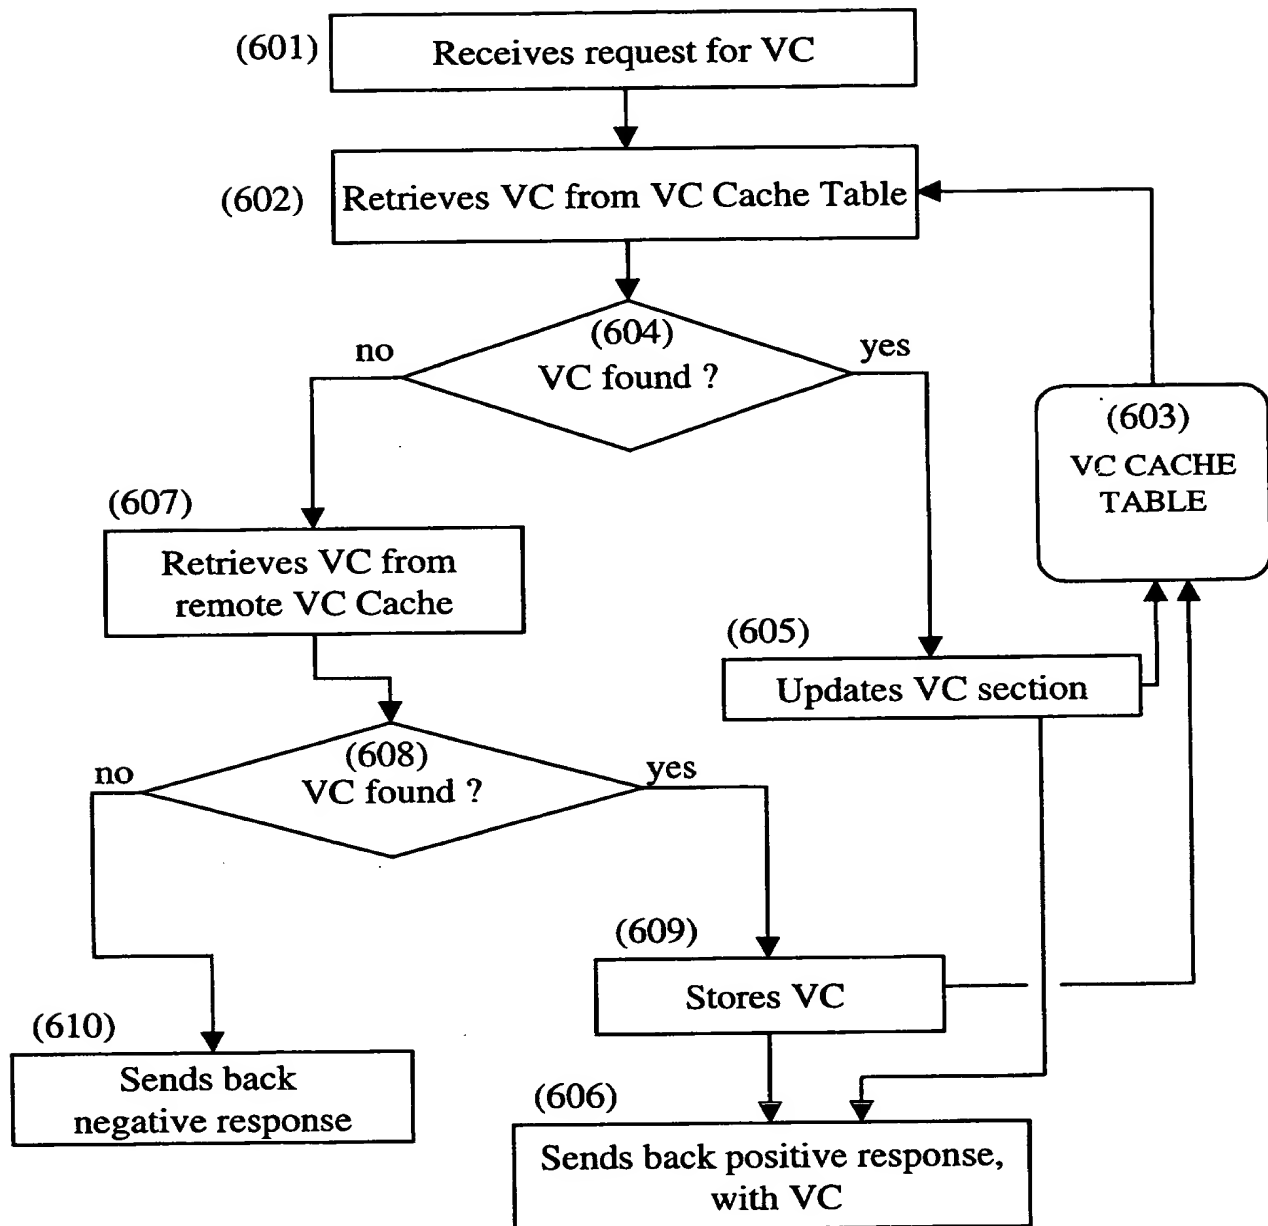 (601)
Receives request for VC
(602)
Retrieves VC from VC Cache Table
(604)
no
yes
VC found ?
(603)
VC CACHE
TABLE
(607)
Retrieves VC from
remote VC Cache
(605)
Updates VC section
(608)
no
yes
VC found ?
(609)
Stores VC
(610)
Sends back
negative response
(606)
Sends back positive response,
with VC